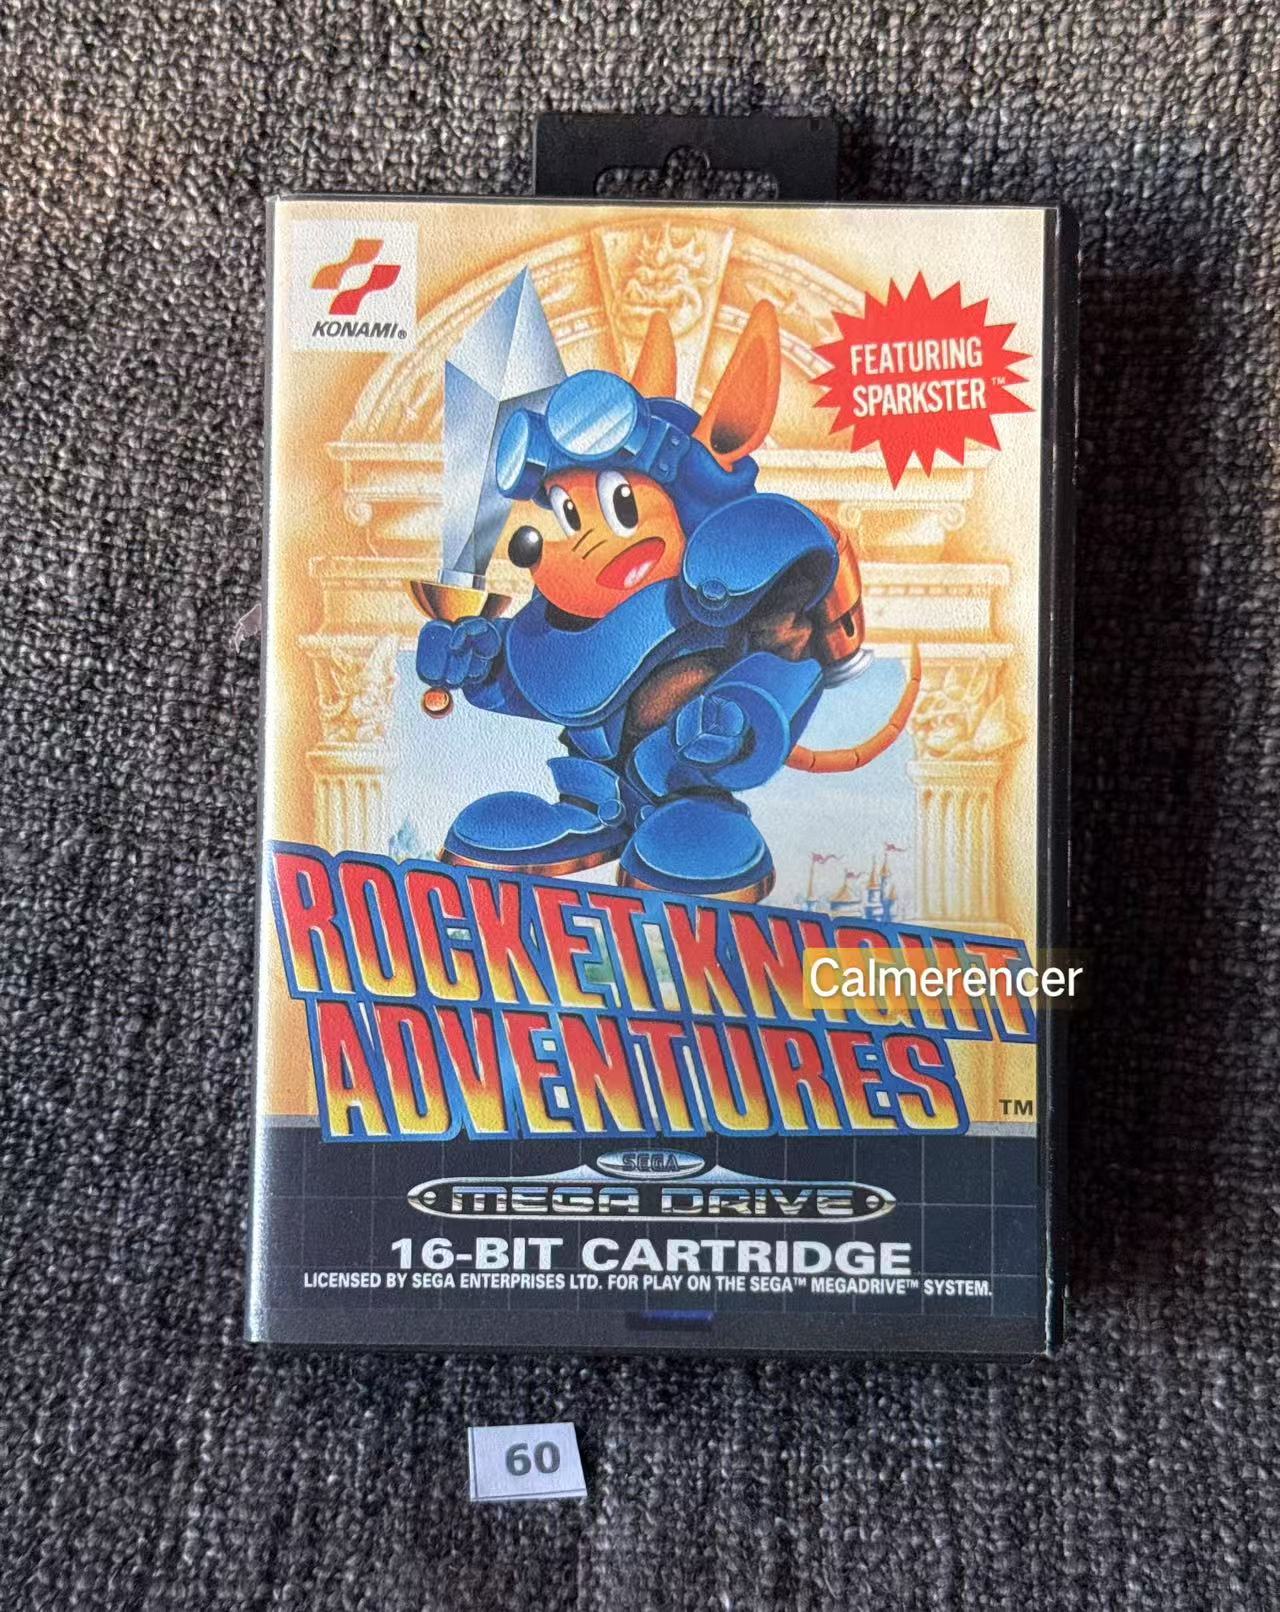 KONAMI®
FEATURING
SPARKSTER™
ROCKET KNIGHT
ADVENTURES
TM
Calmerencer
SEGA
MEGA DRIVE
16-BIT CARTRIDGE
LICENSED BY SEGA ENTERPRISES LTD. FOR PLAY ON THE SEGA™ MEGADRIVE™ SYSTEM.
60